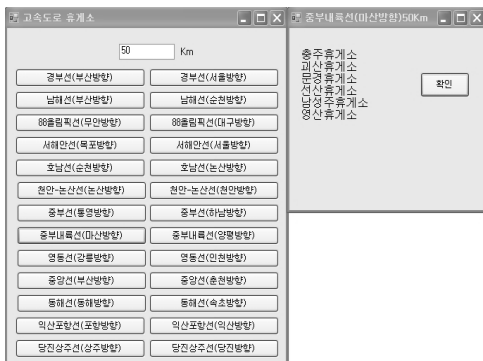 고속도로 휴게소
50 Km
경부선(부산방향) 경부선(서울방향)
남해선(부산방향) 남해선(순천방향)
88올림픽선(무안방향) 88올림픽선(대구방향)
서해안선(목포방향) 서해안선(서울방향)
호남선(순천방향) 호남선(논산방향)
천안-논산선(논산방향) 천안-논산선(천안방향)
중부선(통영방향) 중부선(하남방향)
중부내륙선(마산방향) 중부내륙선(양평방향)
영동선(강릉방향) 영동선(인천방향)
중앙선(부산방향) 중앙선(춘천방향)
동해선(동해방향) 동해선(속초방향)
익산포항선(포항방향) 익산포항선(익산방향)
당진상주선(상주방향) 당진상주선(당진방향)
중부내륙선(마산방향)50Km
충주휴게소
괴산휴게소
문경휴게소
선산휴게소
남성주휴게소
영산휴게소
확인